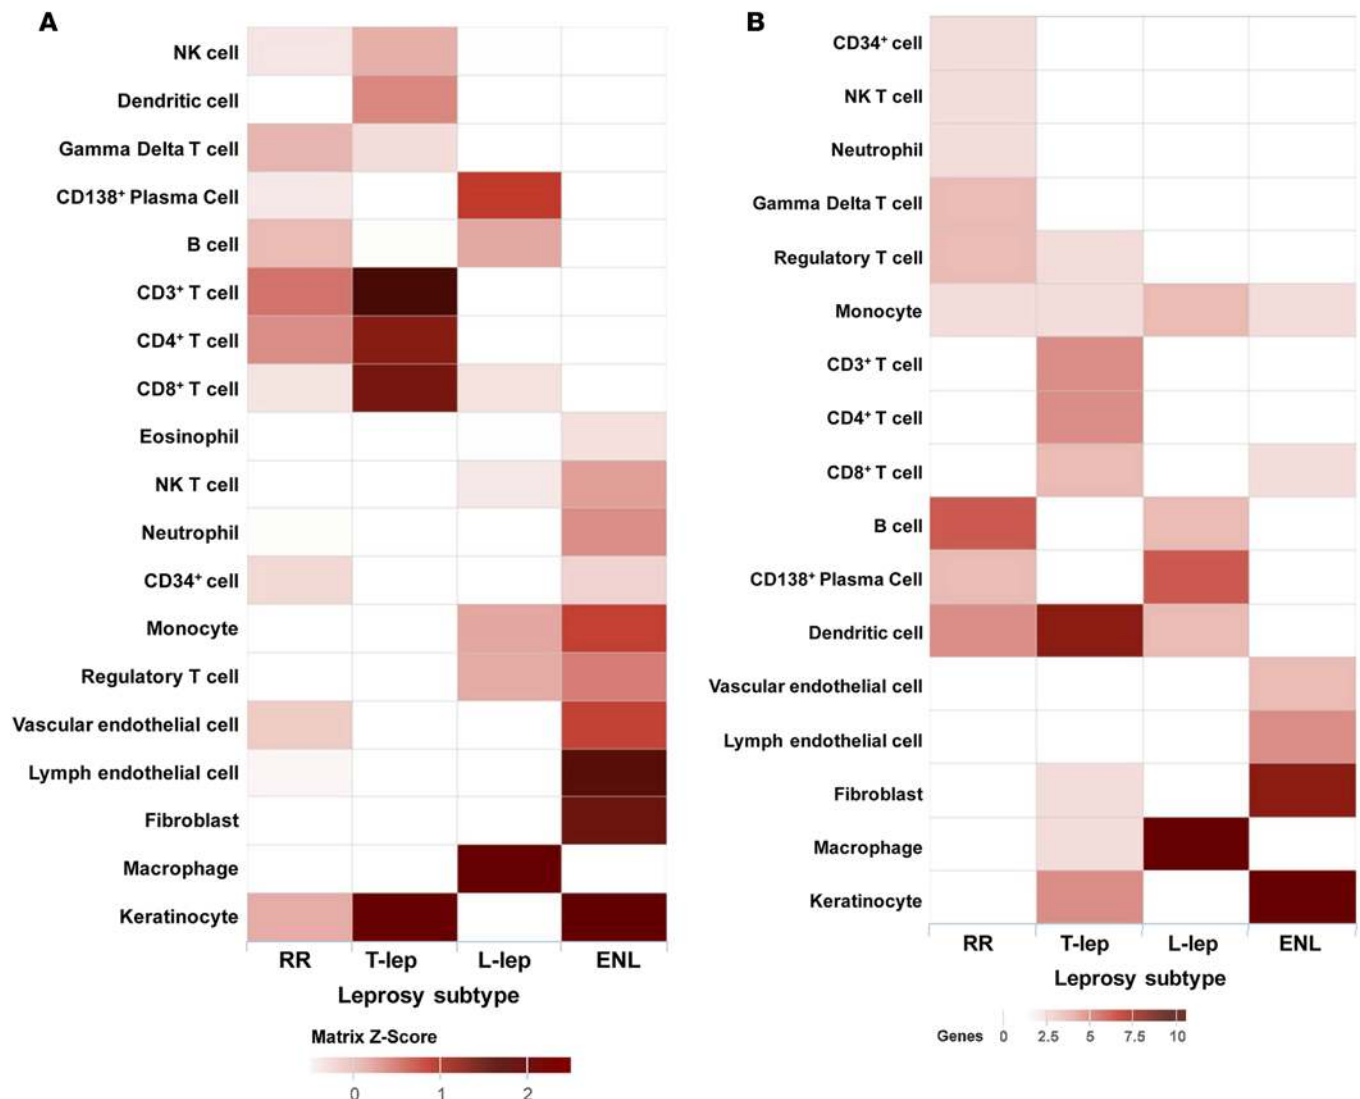 A
NK cell
Dendritic cell
Gamma Delta T cell
CD138⁺ Plasma Cell
B cell
CD3⁺ T cell
CD4⁺ T cell
CD8⁺ T cell
Eosinophil
NK T cell
Neutrophil
CD34⁺ cell
Monocyte
Regulatory T cell
Vascular endothelial cell
Lymph endothelial cell
Fibroblast
Macrophage
Keratinocyte
RR T-lep L-lep ENL
Leprosy subtype
Matrix Z-Score
0 1 2
B
CD34⁺ cell
NK T cell
Neutrophil
Gamma Delta T cell
Regulatory T cell
Monocyte
CD3⁺ T cell
CD4⁺ T cell
CD8⁺ T cell
B cell
CD138⁺ Plasma Cell
Dendritic cell
Vascular endothelial cell
Lymph endothelial cell
Fibroblast
Macrophage
Keratinocyte
RR T-lep L-lep ENL
Leprosy subtype
Genes 0 2.5 5 7.5 10